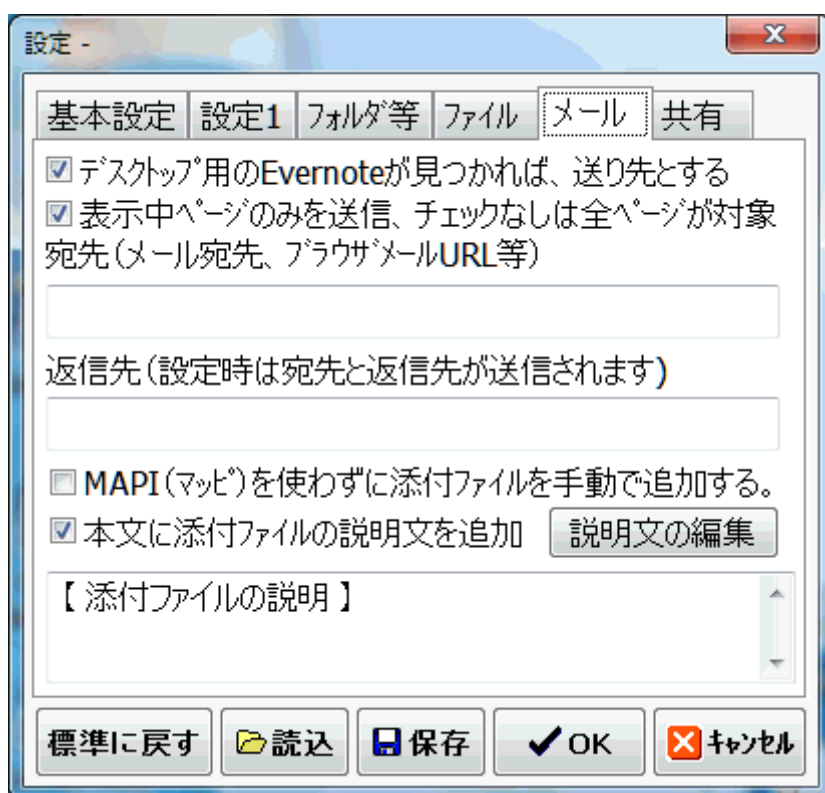 設定 -
基本設定 設定1 ﾌｫﾙﾀﾞ等 ﾌｧｲﾙ メール 共有
ﾃﾞｽｸﾄｯﾌﾟ用のEvernoteが見つかれば、送り先とする
表示中ﾍﾟｰｼﾞのみを送信、ﾁｪｯｸなしは全ﾍﾟｰｼﾞが対象
宛先(メール宛先、ﾌﾞﾗｳｻﾞﾒｰﾙURL等)
返信先(設定時は宛先と返信先が送信されます)
MAPI(ﾏｯﾋﾟ)を使わずに添付ﾌｧｲﾙを手動で追加する。
本文に添付ﾌｧｲﾙの説明文を追加 説明文の編集
【 添付ファイルの説明 】
標準に戻す 読込 保存 OK ｷｬﾝｾﾙ